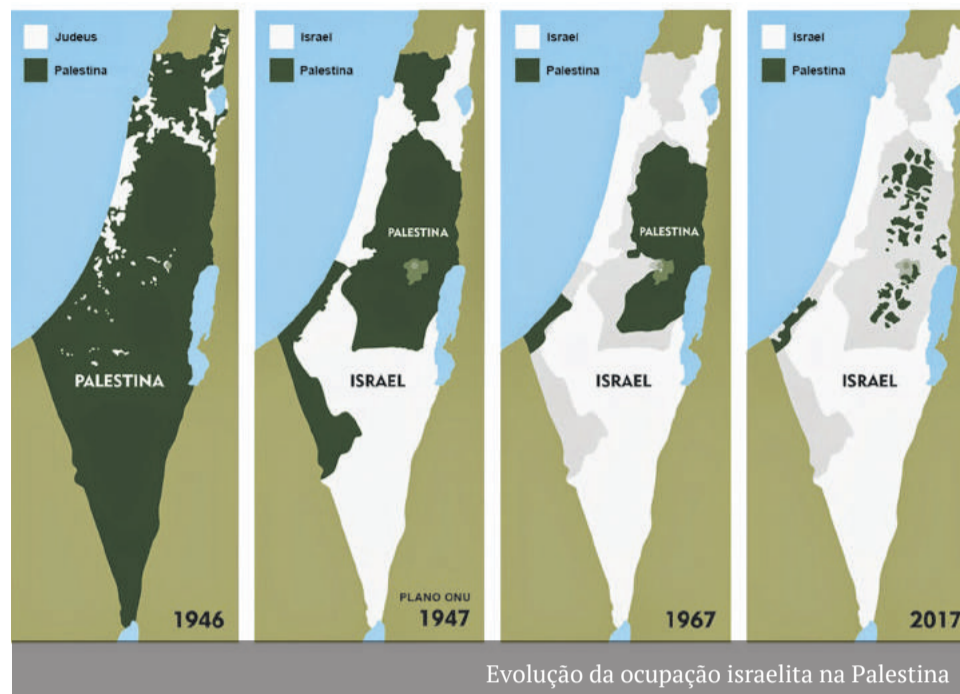 Judeus
Palestina
PALESTINA
1946
Israel
Palestina
PALESTINA
ISRAEL
PLANO ONU
1947
Israel
Palestina
PALESTINA
ISRAEL
1967
Israel
Palestina
ISRAEL
2017
Evolução da ocupação israelita na Palestina